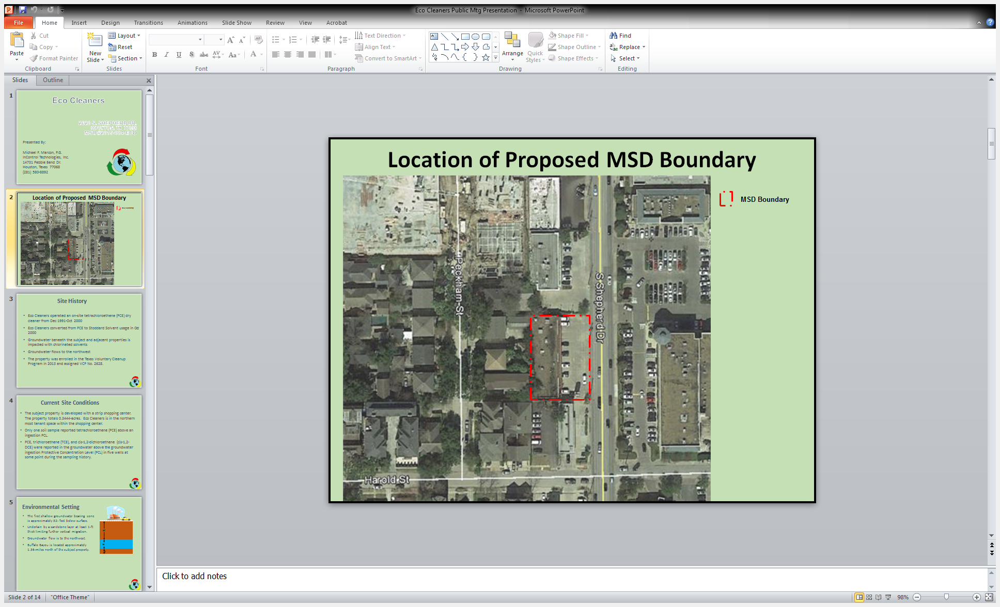 Eco Cleaners Public Mtg Presentation - Microsoft PowerPoint
File Home Insert Design Transitions Animations Slide Show Review View Acrobat
Paste
Cut
Copy
Format Painter
Clipboard
New Slide
Layout
Reset
Section
Slides
Font
Text Direction
Align Text
Convert to SmartArt
Paragraph
Arrange
Quick Styles
Shape Fill
Shape Outline
Shape Effects
Drawing
Find
Replace
Select
Editing
Slides Outline
1
Eco Cleaners
HOUSTON, TX
Presented By:
Michael F. Marcon, P.G.
InControl Technologies, Inc.
14731 Pebble Bend Dr.
Houston, Texas 77068
(281) 580-8892
2
Location of Proposed MSD Boundary
MSD Boundary
3
Site History
• Eco Cleaners operated an on-site tetrachloroethene (PCE) dry
cleaner from Dec 1991-Oct 2000
• Eco Cleaners converted from PCE to Stoddard Solvent usage in Oct
2000
• Groundwater beneath the subject and adjacent properties is
impacted with chlorinated solvents
• Groundwater flows to the northwest
• The property was enrolled in the Texas Voluntary Cleanup
Program in 2013 and assigned VCP No. 2628.
4
Current Site Conditions
• The subject property is developed with a strip shopping center.
The property totals 0.3444-acres. Eco Cleaners is in the northern
most tenant space within the shopping center.
• Only one soil sample reported tetrachloroethene (PCE) above an
ingestion PCL.
• PCE, trichloroethene (TCE), and cis-1,2-dichloroethene (cis-1,2-
DCE) were reported in the groundwater above the groundwater
ingestion Protective Concentration Level (PCL) in five wells at
some point during the sampling history.
5
Environmental Setting
• The first shallow groundwater bearing zone
is approximately 32- feet below surface.
• Underlain by a sandstone layer at least 1-ft
thick limiting further vertical migration.
• Groundwater flow is to the northwest.
• Buffalo Bayou is located approximately
1.36-miles north of the subject property.
Location of Proposed MSD Boundary
MSD Boundary
Peckham St
S Shepherd Dr
Harold St
Click to add notes
Slide 2 of 14
"Office Theme"
98%